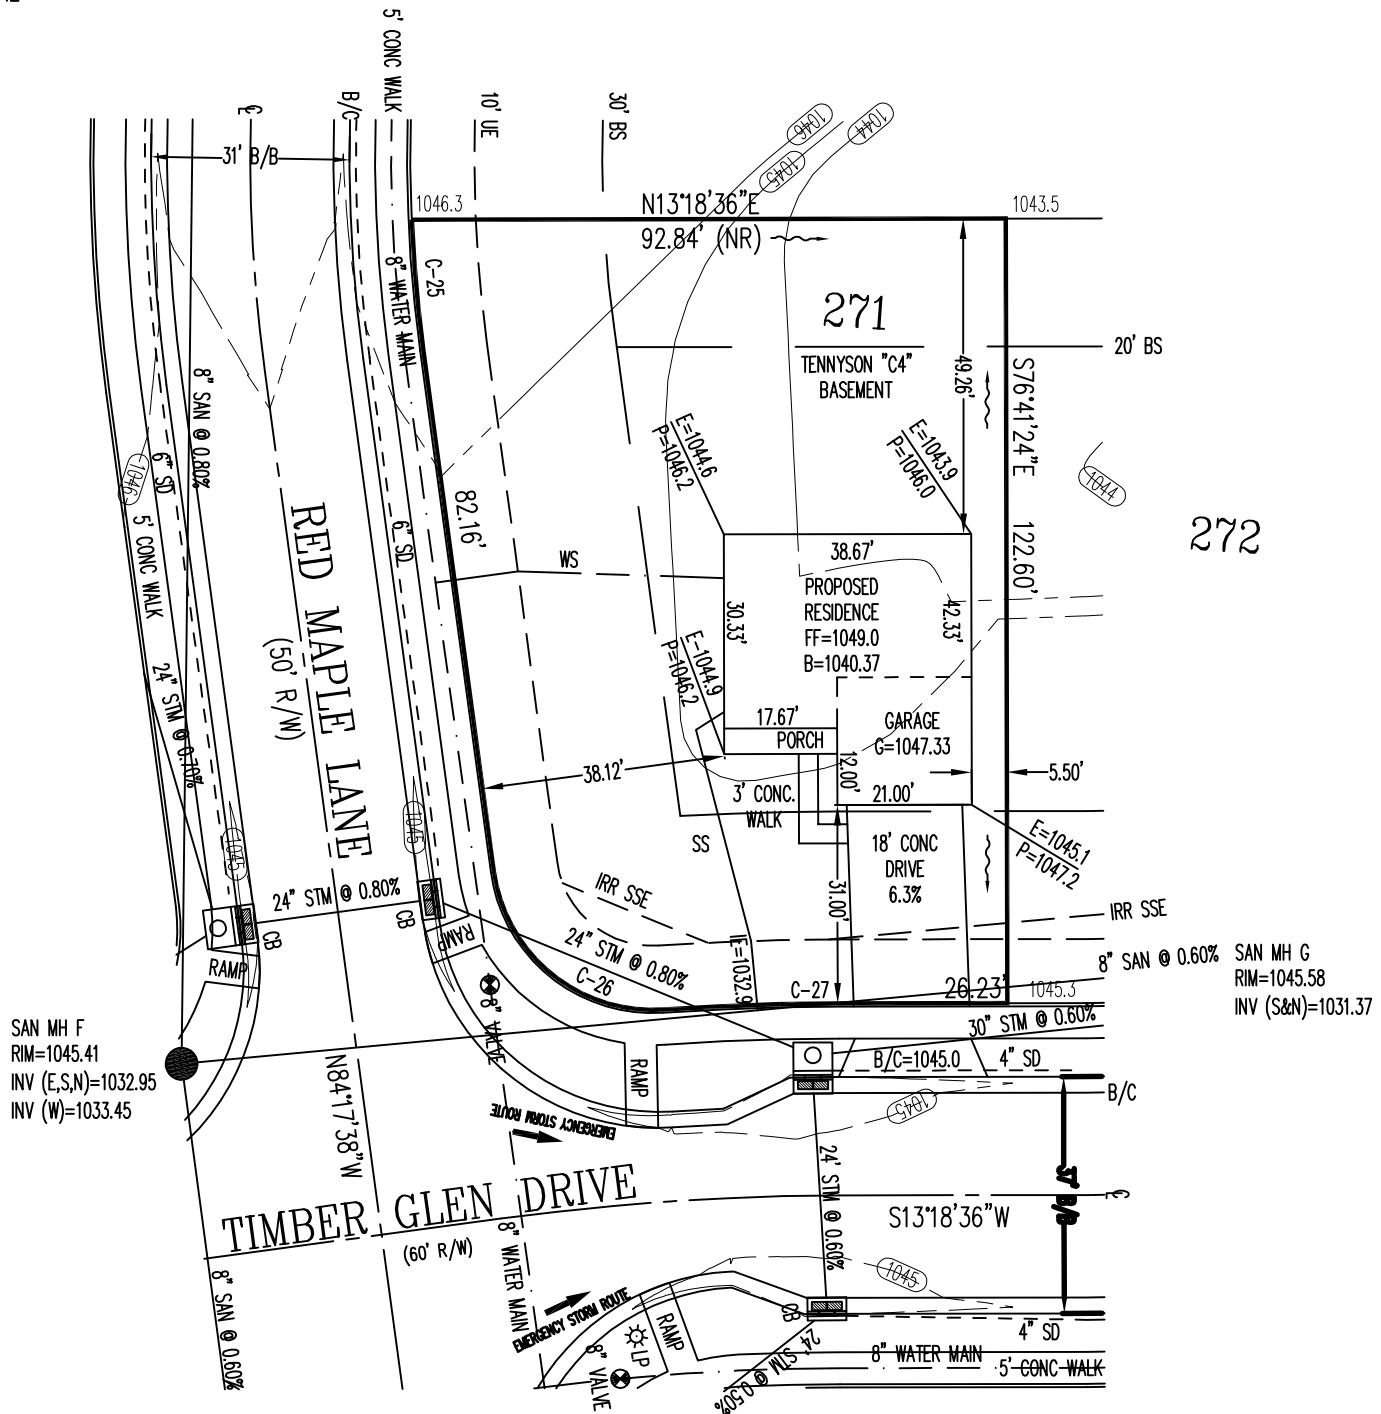 5' CONC WALK
10' UE
30' BS
B/C
31' B/B
1046
1044
1045
1046.3
N13°18'36"E
92.84' (NR)
1043.5
C-25
8" WATER MAIN
271
TENNYSON "C4"
BASEMENT
20' BS
49.26'
S76°41'24"E
122.60'
8" SAN @ 0.80%
6" SD
1046
5' CONC WALK
24" STM @ 0.70%
RED MAPLE LANE
(50' R/W)
6" SD
82.16'
E=1044.6
P=1046.2
E=1043.9
P=1046.0
1044
272
WS
38.67'
PROPOSED
RESIDENCE
FF=1049.0
B=1040.37
30.33'
42.33'
E=1044.9
P=1046.2
17.67'
PORCH
GARAGE
G=1047.33
12.00'
38.12'
5.50'
3' CONC.
WALK
21.00'
1045
1045
SS
18' CONC
DRIVE
6.3%
31.00'
E=1045.1
P=1047.2
24" STM @ 0.80%
CB
CB
RAMP
RAMP
IRR SSE
IRR SSE
24" STM @ 0.80%
C-26
IE=1032.9
C-27
26.23'
1045.3
8" SAN @ 0.60%
SAN MH G
RIM=1045.58
INV (S&N)=1031.37
30" STM @ 0.60%
SAN MH F
RIM=1045.41
INV (E,S,N)=1032.95
INV (W)=1033.45
8" VALVE
RAMP
B/C=1045.0
4" SD
B/C
N84°17'38"W
EMERGENCY STORM ROUTE
1045
37' B/B
24' STM @ 0.60%
TIMBER GLEN DRIVE
(60' R/W)
S13°18'36"W
8" WATER MAIN
8" SAN @ 0.60%
1045
EMERGENCY STORM ROUTE
CB
LP
RAMP
8" VALVE
24' STM @ 0.50%
4" SD
8" WATER MAIN
5' CONC WALK